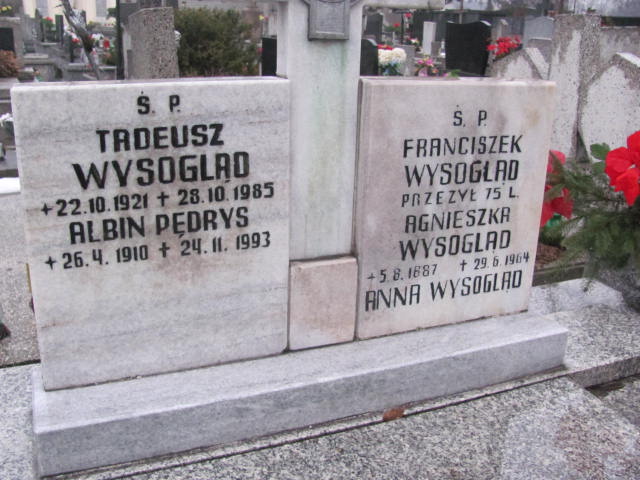 Ś. P.
TADEUSZ
WYSOGLĄD
+22.10.1921 ✝ 28.10.1985
ALBIN PĘDRYS
+26.4.1910 ✝ 24.11.1993
Ś. P.
FRANCISZEK
WYSOGLĄD
PRZEŻYŁ 75 L.
AGNIESZKA
WYSOGLĄD
+5.8.1887 ✝ 29.6.1964
ANNA WYSOGLĄD